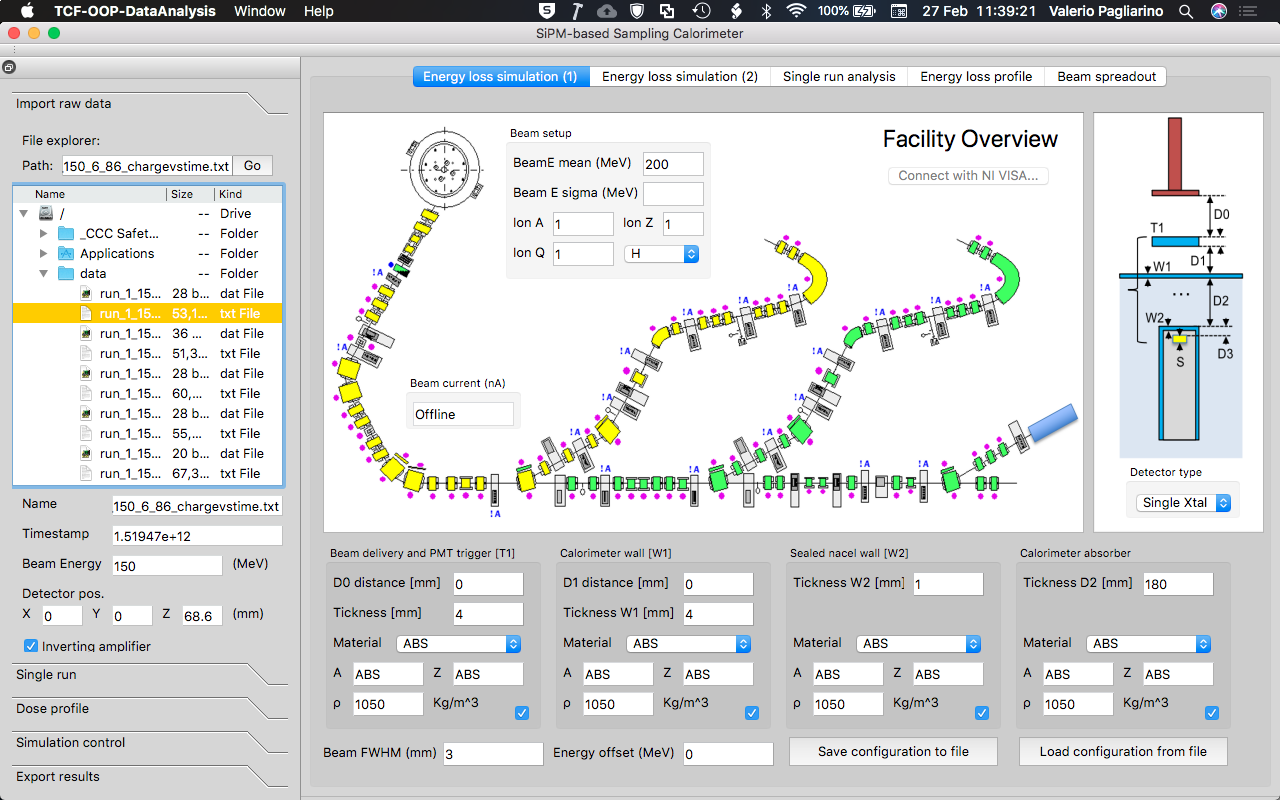 TCF-OOP-DataAnalysis Window Help 100% 27 Feb 11:39:21 Valerio Pagliarino
SiPM-based Sampling Calorimeter
Energy loss simulation (1) Energy loss simulation (2) Single run analysis Energy loss profile Beam spreadout
Import raw data
File explorer:
Path: 150_6_86_chargevstime.txt Go
Name Size Kind
/ -- Drive
_CCC Safet... -- Folder
Applications -- Folder
data -- Folder
run_1_15... 28 b... dat File
run_1_15... 53,1... txt File
run_1_15... 36 ... dat File
run_1_15... 51,3... txt File
run_1_15... 28 b... dat File
run_1_15... 60,... txt File
run_1_15... 28 b... dat File
run_1_15... 55,... txt File
run_1_15... 20 b... dat File
run_1_15... 67,3... txt File
Name 150_6_86_chargevstime.txt
Timestamp 1.51947e+12
Beam Energy 150 (MeV)
Detector pos.
X 0 Y 0 Z 68.6 (mm)
Inverting amplifier
Single run
Dose profile
Simulation control
Export results
Beam setup
BeamE mean (MeV) 200
Beam E sigma (MeV)
Ion A 1 Ion Z 1
Ion Q 1 H
Facility Overview
Connect with NI VISA...
Beam current (nA)
Offline
!A
!A
!A
!A
!A
!A
!A
!A
!A
!A
!A
!A
!A
!A
D0
T1
D1
W1
...
D2
W2
D3
S
Detector type
Single Xtal
Beam delivery and PMT trigger [T1]
D0 distance [mm] 0
Tickness [mm] 4
Material ABS
A ABS Z ABS
ρ 1050 Kg/m^3
Calorimeter wall [W1]
D1 distance [mm] 0
Tickness W1 [mm] 4
Material ABS
A ABS Z ABS
ρ 1050 Kg/m^3
Sealed nacel wall [W2]
Tickness W2 [mm] 1
Material ABS
A ABS Z ABS
ρ 1050 Kg/m^3
Calorimeter absorber
Tickness D2 [mm] 180
Material ABS
A ABS Z ABS
ρ 1050 Kg/m^3
Beam FWHM (mm) 3 Energy offset (MeV) 0 Save configuration to file Load configuration from file